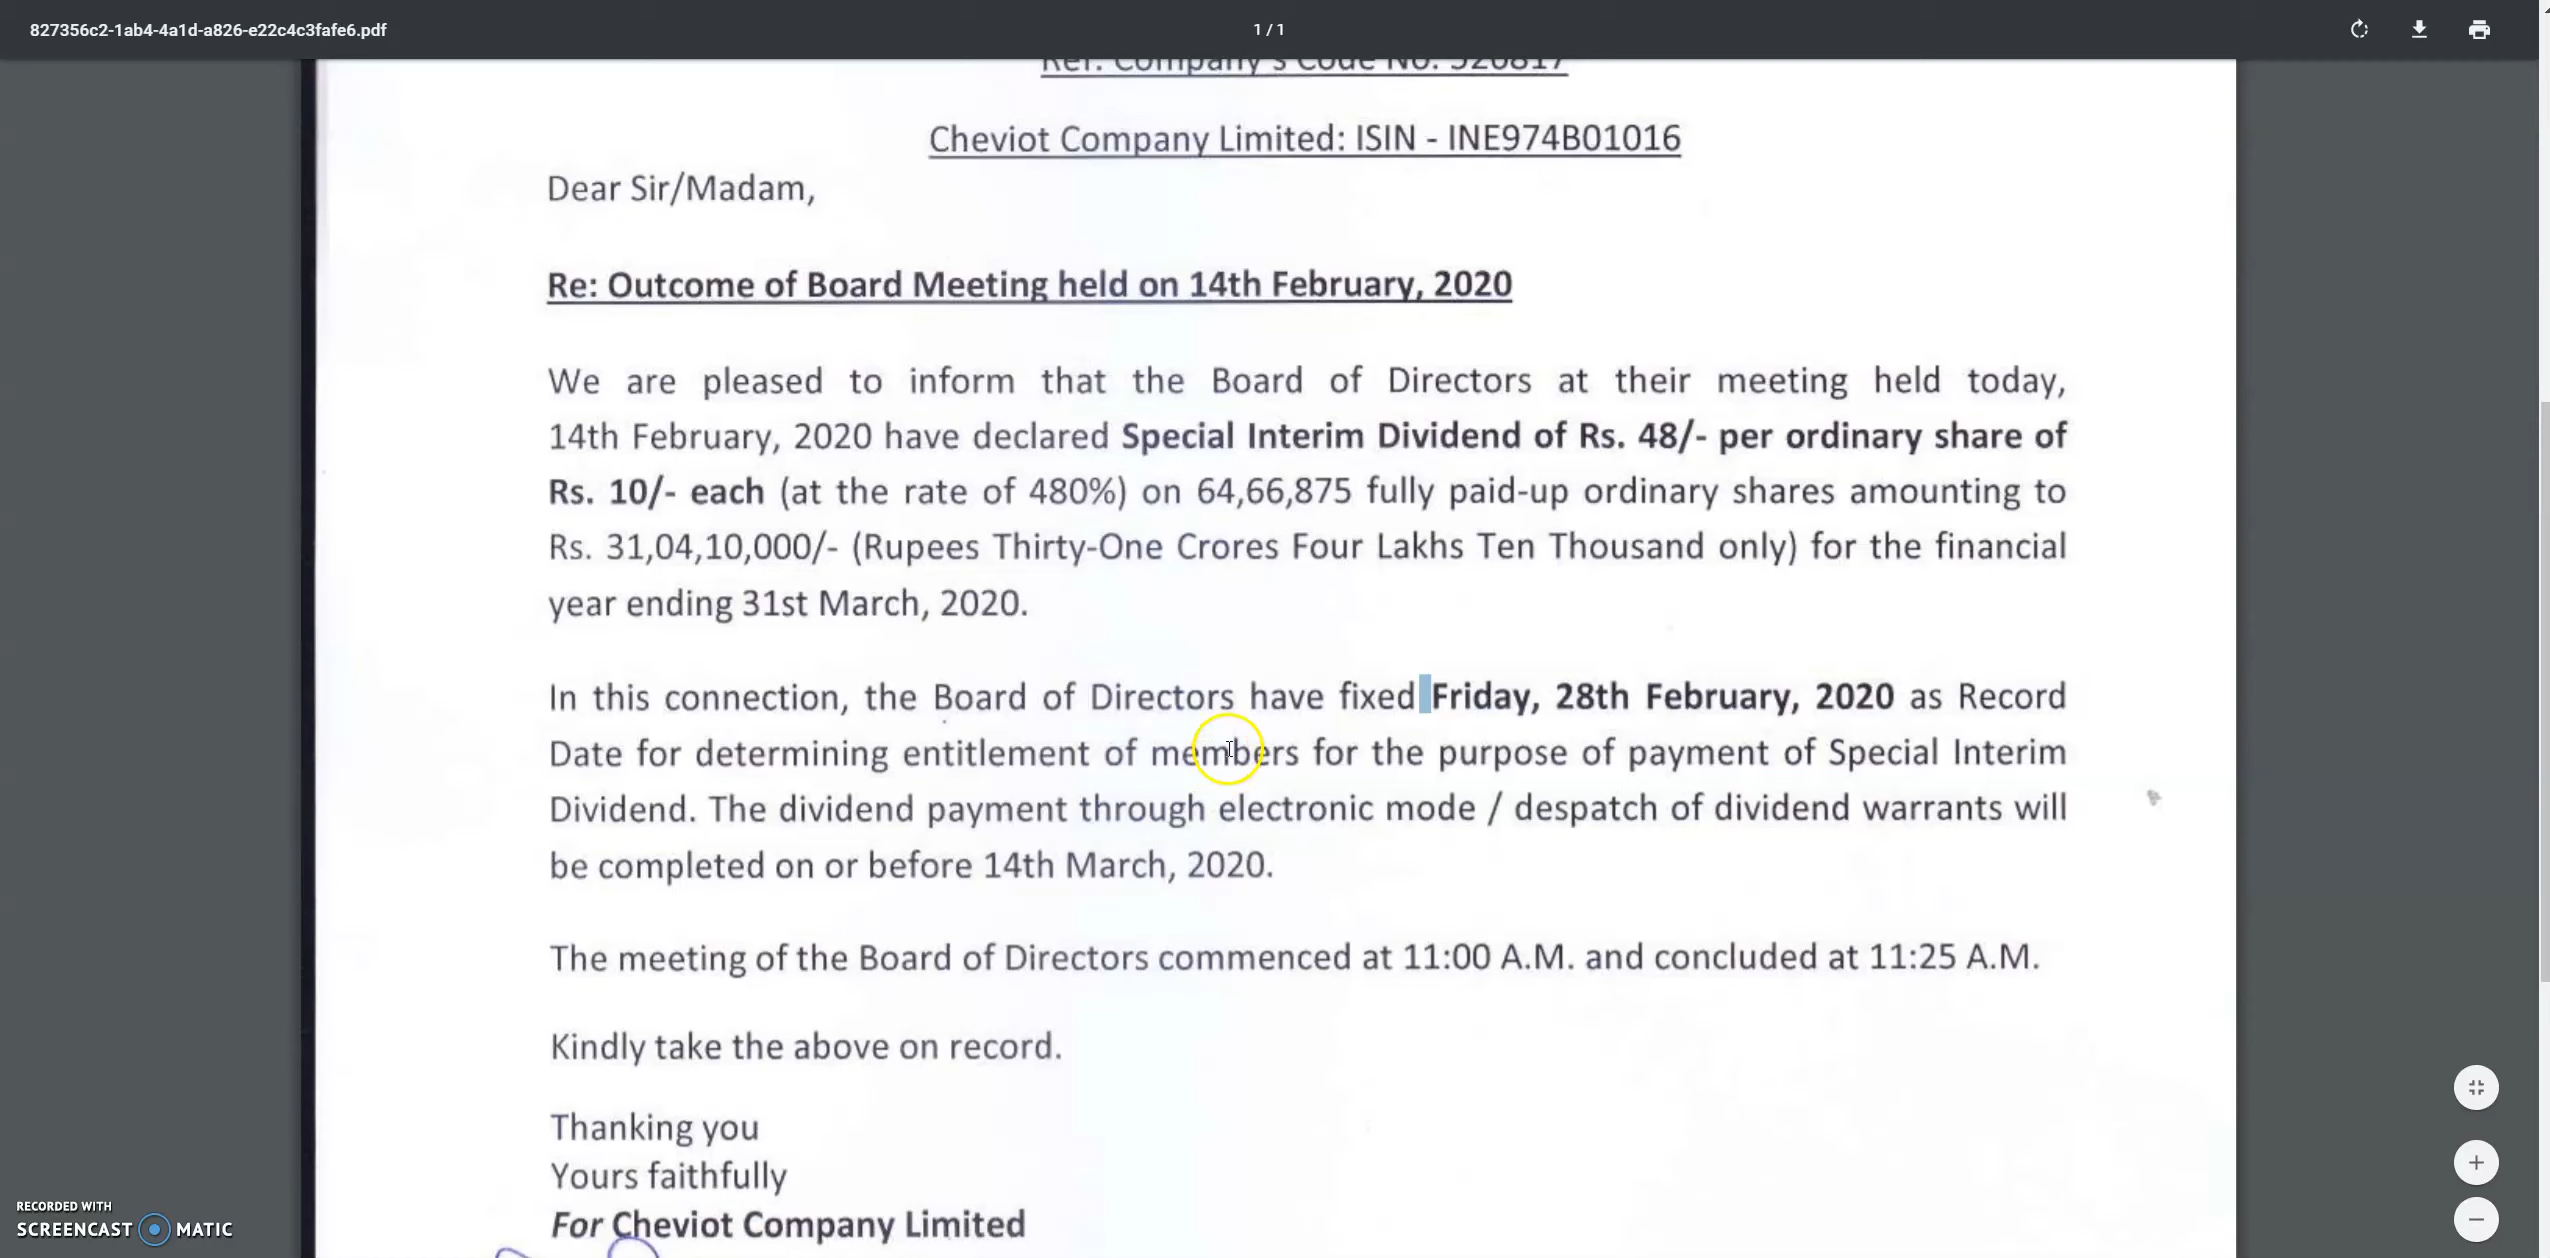 827356c2-1ab4-4a1d-a826-e22c4c3fafe6.pdf
1 / 1
Ref: Company's Code No. 526817
Cheviot Company Limited: ISIN - INE974B01016
Dear Sir/Madam,
Re: Outcome of Board Meeting held on 14th February, 2020
We are pleased to inform that the Board of Directors at their meeting held today,
14th February, 2020 have declared Special Interim Dividend of Rs. 48/- per ordinary share of
Rs. 10/- each (at the rate of 480%) on 64,66,875 fully paid-up ordinary shares amounting to
Rs. 31,04,10,000/- (Rupees Thirty-One Crores Four Lakhs Ten Thousand only) for the financial
year ending 31st March, 2020.
In this connection, the Board of Directors have fixed Friday, 28th February, 2020 as Record
Date for determining entitlement of members for the purpose of payment of Special Interim
Dividend. The dividend payment through electronic mode / despatch of dividend warrants will
be completed on or before 14th March, 2020.
The meeting of the Board of Directors commenced at 11:00 A.M. and concluded at 11:25 A.M.
Kindly take the above on record.
Thanking you
Yours faithfully
For Cheviot Company Limited
RECORDED WITH
SCREENCAST MATIC